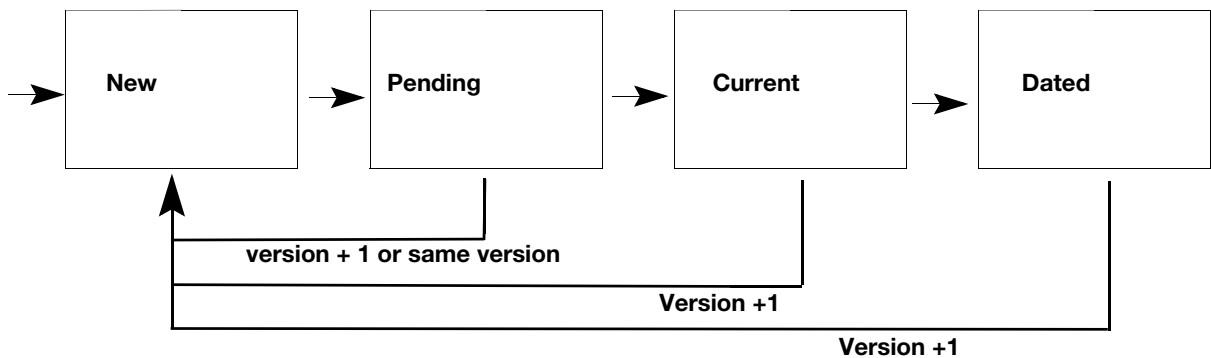 New
Pending
Current
Dated
version + 1 or same version
Version +1
Version +1